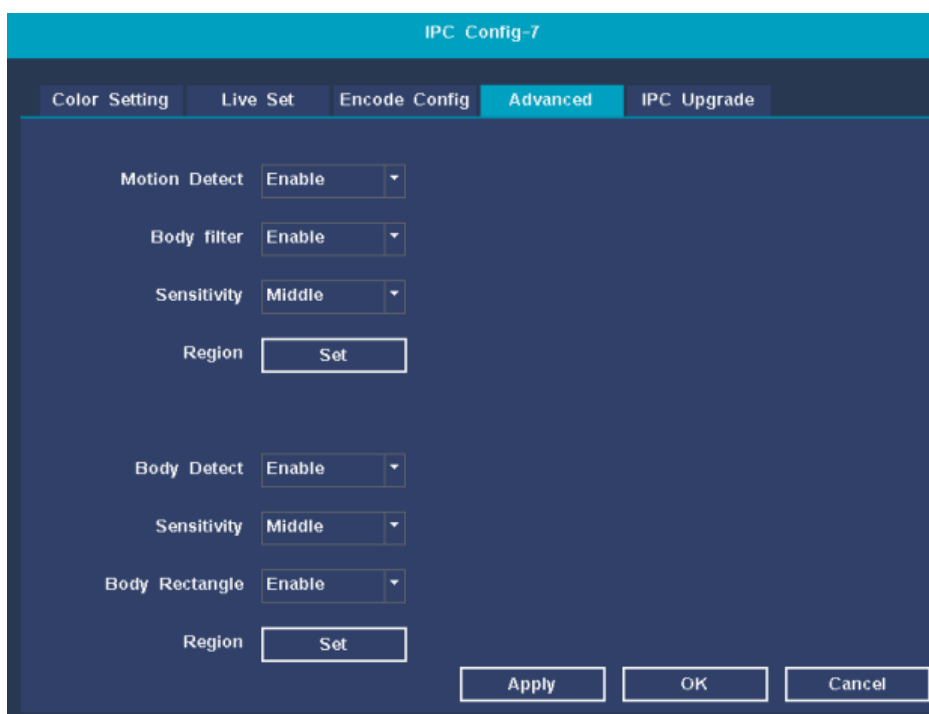 IPC Config-7
Color Setting Live Set Encode Config Advanced IPC Upgrade
Motion Detect Enable
Body filter Enable
Sensitivity Middle
Region Set
Body Detect Enable
Sensitivity Middle
Body Rectangle Enable
Region Set
Apply OK Cancel